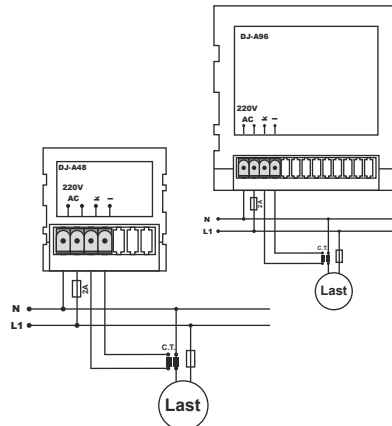 DJ-A96
220V
AC k l
2A
N
L1
C.T.
Last
DJ-A48
220V
AC k l
2A
N
L1
C.T.
Last